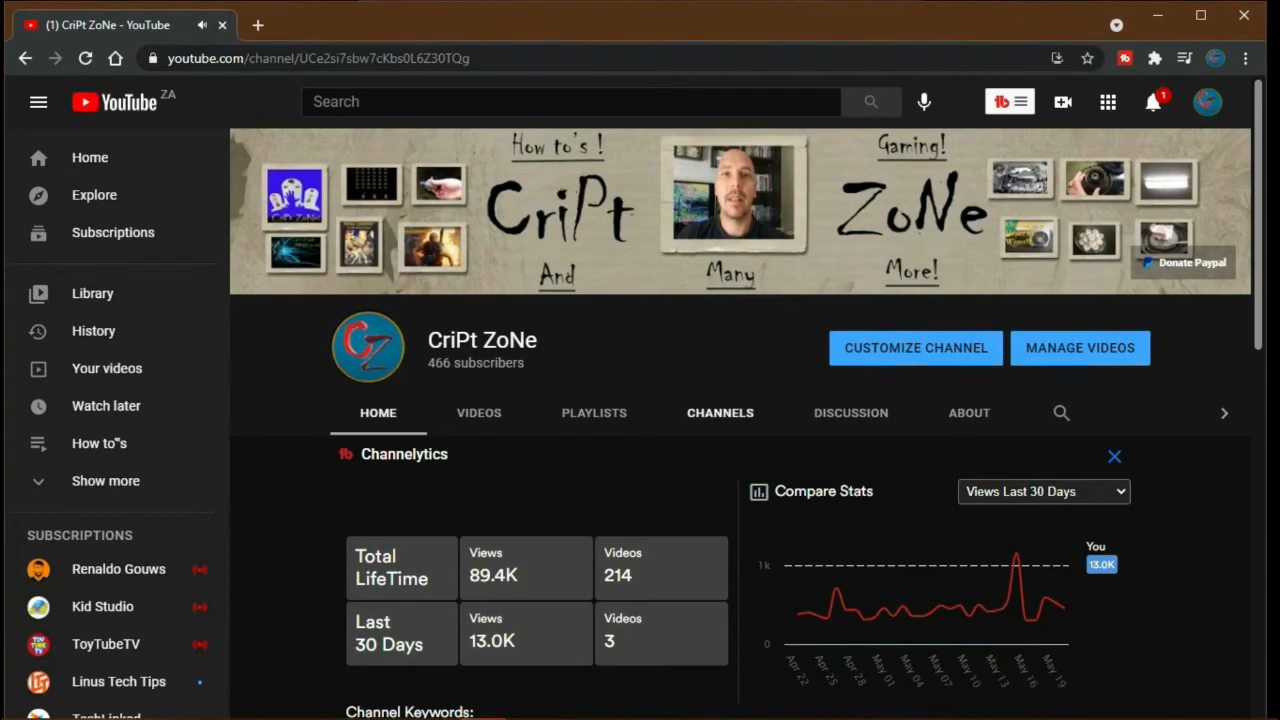 (1) CriPt ZoNe - YouTube
youtube.com/channel/UCe2si7sbw7cKbs0L6Z30TQg
YouTube ZA
Search
1
Home
Explore
Subscriptions
Library
History
Your videos
Watch later
How to"s
Show more
SUBSCRIPTIONS
Renaldo Gouws
Kid Studio
ToyTubeTV
Linus Tech Tips
TechLinked
How to's !
Gaming!
CriPt
ZoNe
And
Many
More!
Donate Paypal
CriPt ZoNe
466 subscribers
CUSTOMIZE CHANNEL
MANAGE VIDEOS
HOME
VIDEOS
PLAYLISTS
CHANNELS
DISCUSSION
ABOUT
Channelytics
Compare Stats
Views Last 30 Days
Total LifeTime
Views
89.4K
Videos
214
Last 30 Days
Views
13.0K
Videos
3
You
13.0K
1k
0
Apr 22
Apr 25
Apr 28
May 01
May 04
May 07
May 10
May 13
May 16
May 19
Channel Keywords: